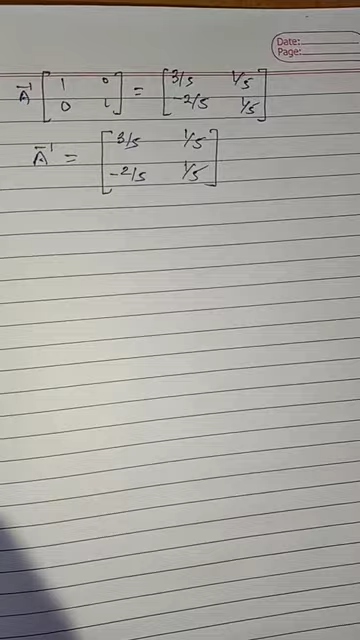 Date:
Page:
A⁻¹ [ 1 0 ; 0 1 ] = [ 3/5 1/5 ; -2/5 1/5 ]
A⁻¹ = [ 3/5 1/5 ; -2/5 1/5 ]